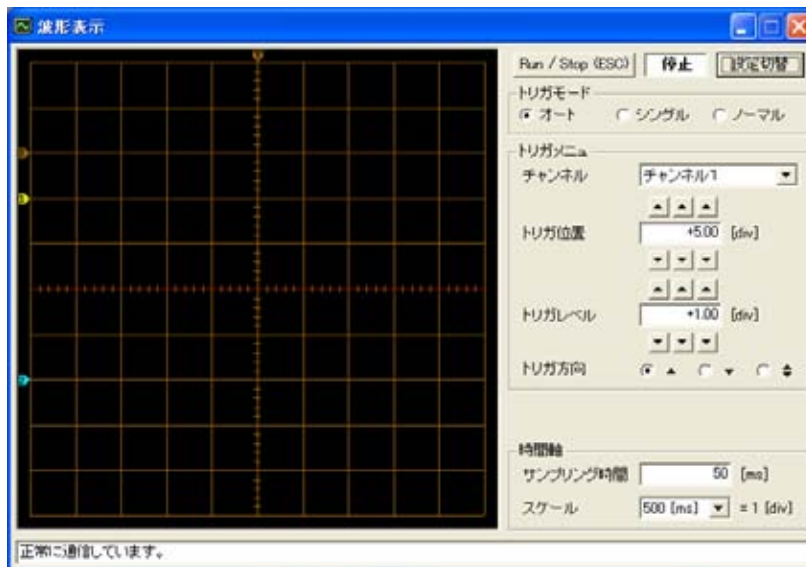 波形表示
Run / Stop (ESC) 停止 設定切替
トリガモード
オート シングル ノーマル
トリガメニュ
チャンネル チャンネル1
トリガ位置 +5.00 [div]
トリガレベル +1.00 [div]
トリガ方向
時間軸
サンプリング時間 50 [ms]
スケール 500 [ms] = 1 [div]
正常に通信しています。